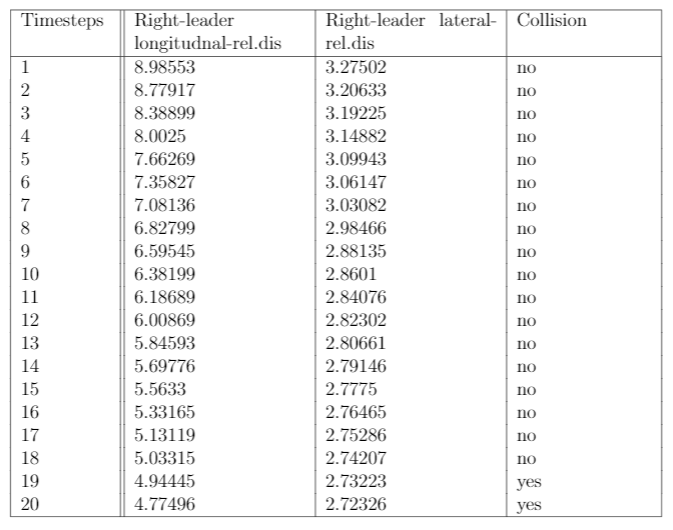 Timesteps Right-leader longitudnal-rel.dis Right-leader lateral-rel.dis Collision
1 8.98553 3.27502 no
2 8.77917 3.20633 no
3 8.38899 3.19225 no
4 8.0025 3.14882 no
5 7.66269 3.09943 no
6 7.35827 3.06147 no
7 7.08136 3.03082 no
8 6.82799 2.98466 no
9 6.59545 2.88135 no
10 6.38199 2.8601 no
11 6.18689 2.84076 no
12 6.00869 2.82302 no
13 5.84593 2.80661 no
14 5.69776 2.79146 no
15 5.5633 2.7775 no
16 5.33165 2.76465 no
17 5.13119 2.75286 no
18 5.03315 2.74207 no
19 4.94445 2.73223 yes
20 4.77496 2.72326 yes